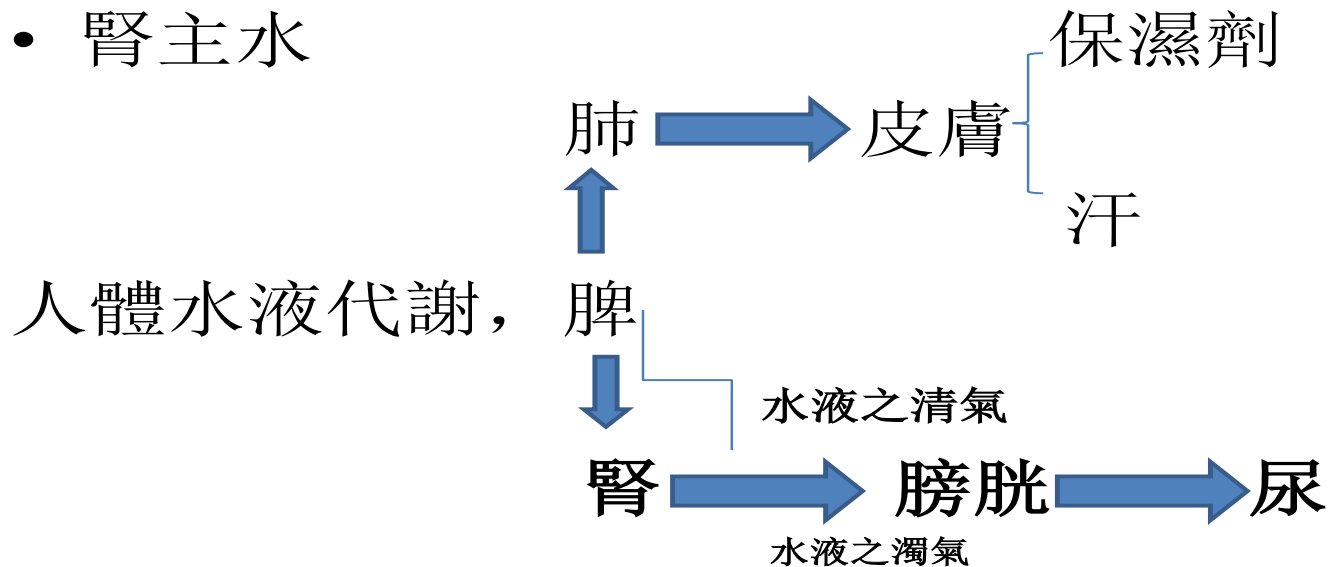 • 腎主水
保濕劑
肺 皮膚
汗
人體水液代謝，脾
水液之清氣
腎 膀胱 尿
水液之濁氣